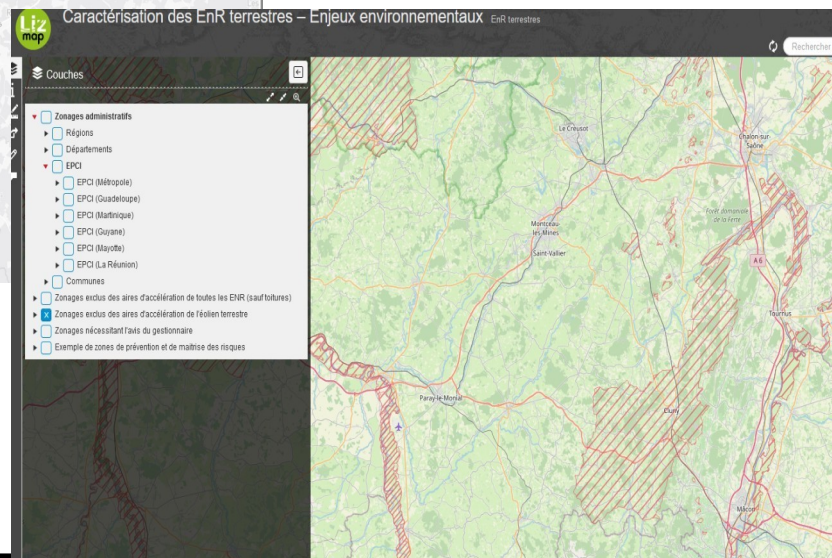 Liz
map
Caractérisation des EnR terrestres – Enjeux environnementaux EnR terrestres
Rechercher
Couches
Zonages administratifs
Régions
Départements
EPCI
EPCI (Métropole)
EPCI (Guadeloupe)
EPCI (Martinique)
EPCI (Guyane)
EPCI (Mayotte)
EPCI (La Réunion)
Communes
Zonages exclus des aires d'accélération de toutes les ENR (sauf toitures)
X Zonages exclus des aires d'accélération de l'éolien terrestre
Zonages nécessitant l'avis du gestionnaire
Exemple de zones de prévention et de maitrise des risques
Le Creusot
Chalon-sur-
Saône
Forêt domaniale
de la Ferté
Montceau-
les-Mines
Saint-Vallier
A 6
Tournus
Paray-le-Monial
Cluny
Mâcon